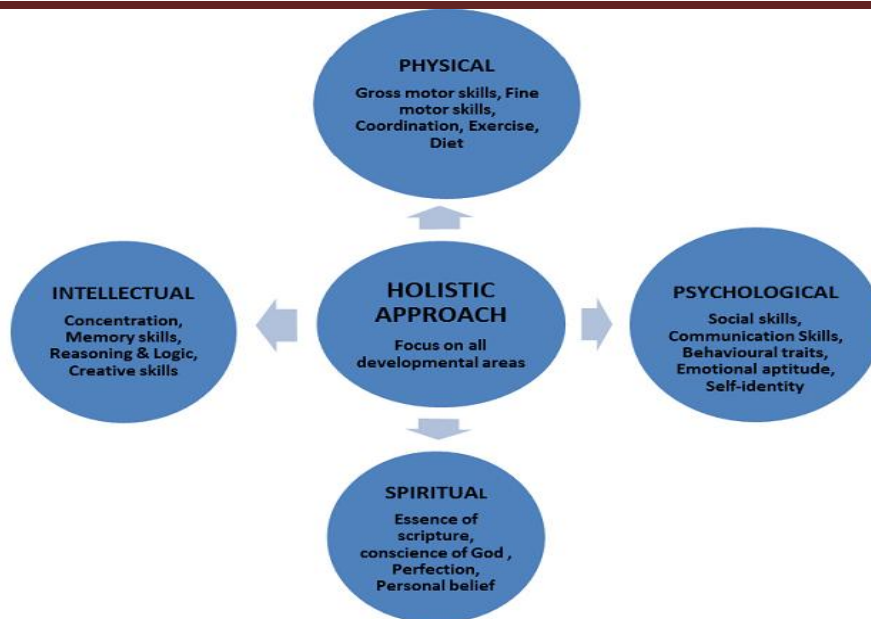 PHYSICAL
Gross motor skills, Fine
motor skills,
Coordination, Exercise,
Diet
INTELLECTUAL
Concentration,
Memory skills,
Reasoning & Logic,
Creative skills
HOLISTIC
APPROACH
Focus on all
developmental areas
PSYCHOLOGICAL
Social skills,
Communication Skills,
Behavioural traits,
Emotional aptitude,
Self-identity
SPIRITUAL
Essence of
scripture,
conscience of God ,
Perfection,
Personal belief